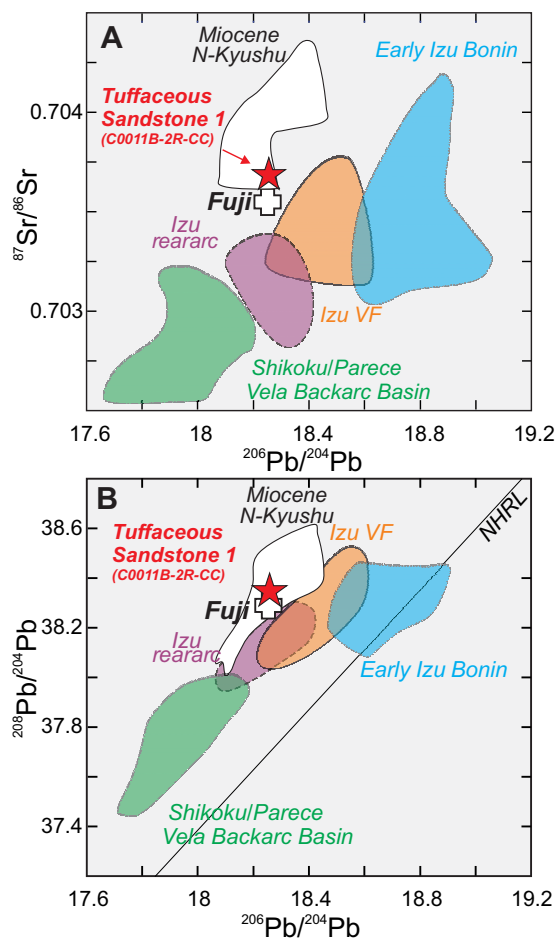 A
Miocene
N-Kyushu
Early Izu Bonin
Tuffaceous
Sandstone 1
(C0011B-2R-CC)
0.704
Fuji
⁸⁷Sr/⁸⁶Sr
Izu
reararc
0.703
Izu VF
Shikoku/Parece
Vela Backarc Basin
17.6 18 18.4 18.8 19.2
²⁰⁶Pb/²⁰⁴Pb
B
Miocene
N-Kyushu
NHRL
38.6
Tuffaceous
Sandstone 1
(C0011B-2R-CC)
Izu VF
Fuji
38.2
Izu
reararc
Early Izu Bonin
²⁰⁸Pb/²⁰⁴Pb
37.8
Shikoku/Parece
Vela Backarc Basin
37.4
17.6 18 18.4 18.8 19.2
²⁰⁶Pb/²⁰⁴Pb